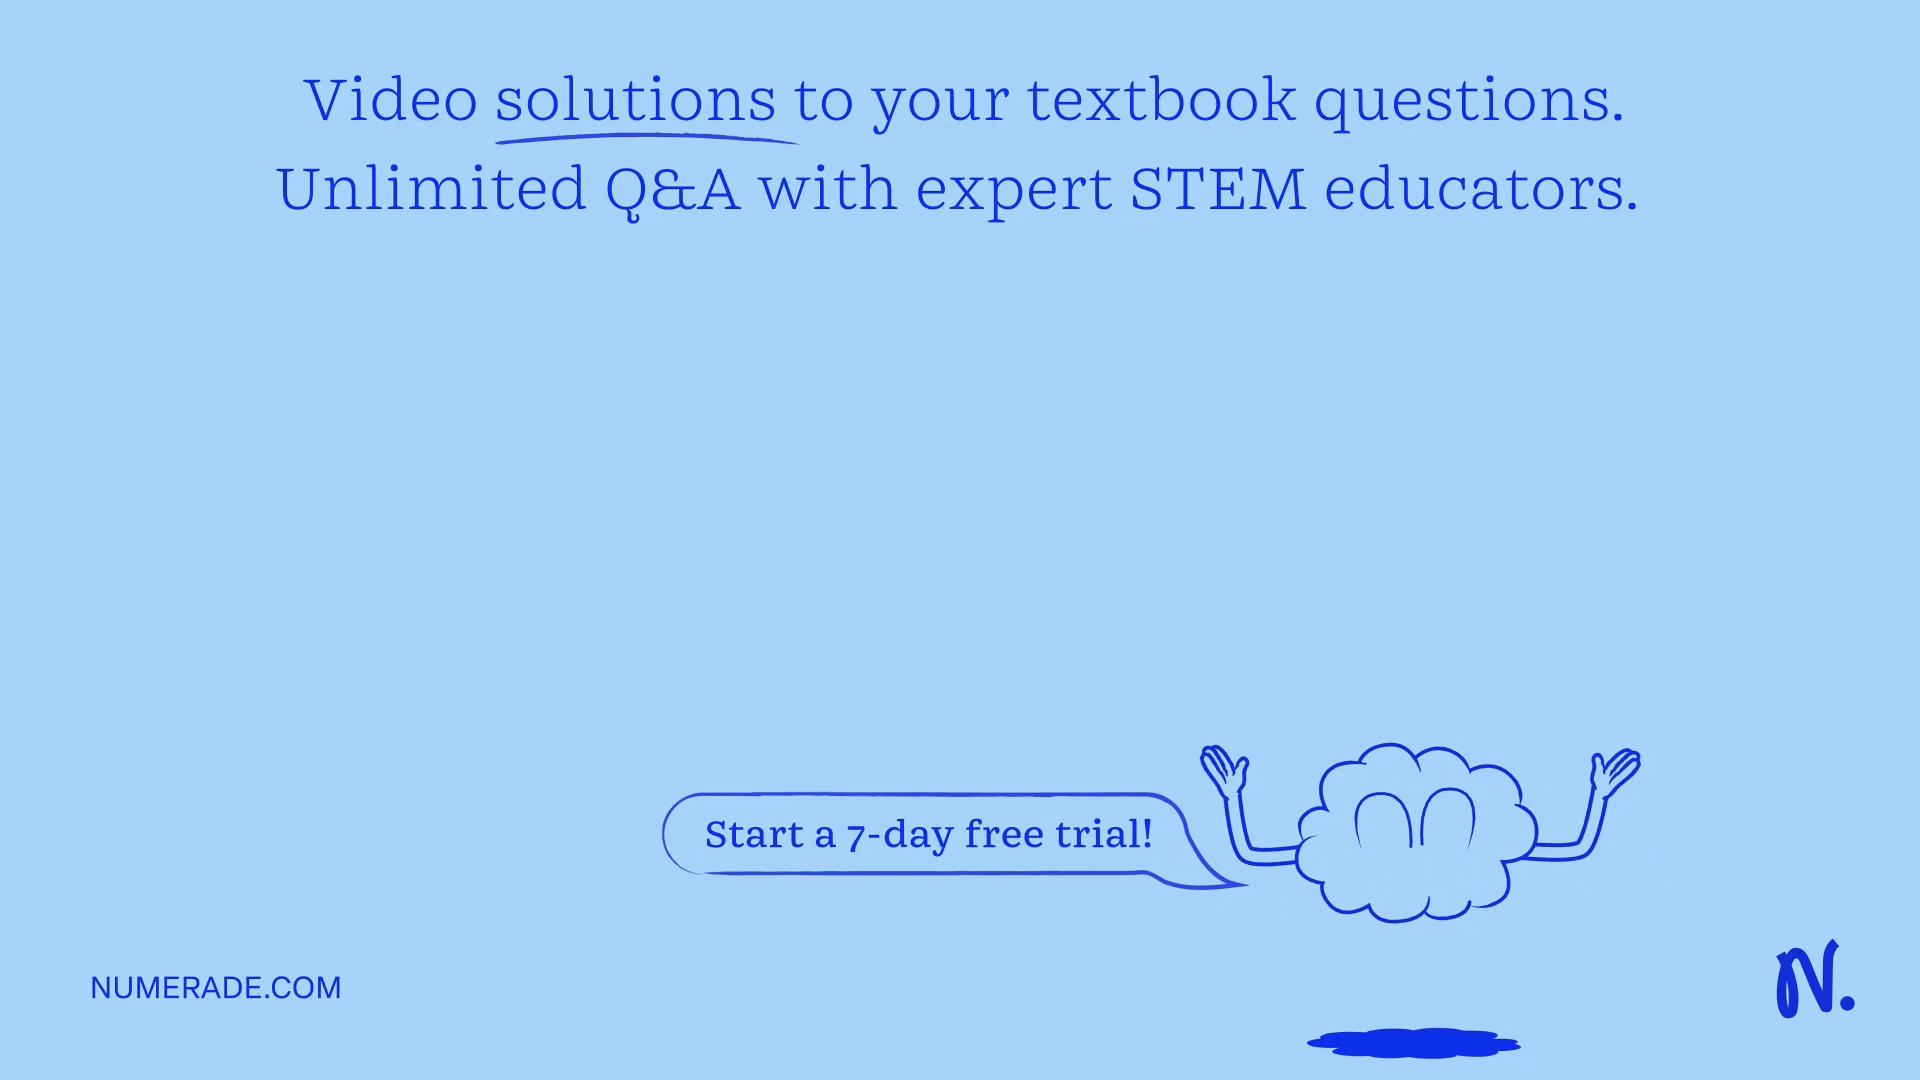 Video solutions to your textbook questions.
Unlimited Q&A with expert STEM educators.
Start a 7-day free trial!
NUMERADE.COM
N.